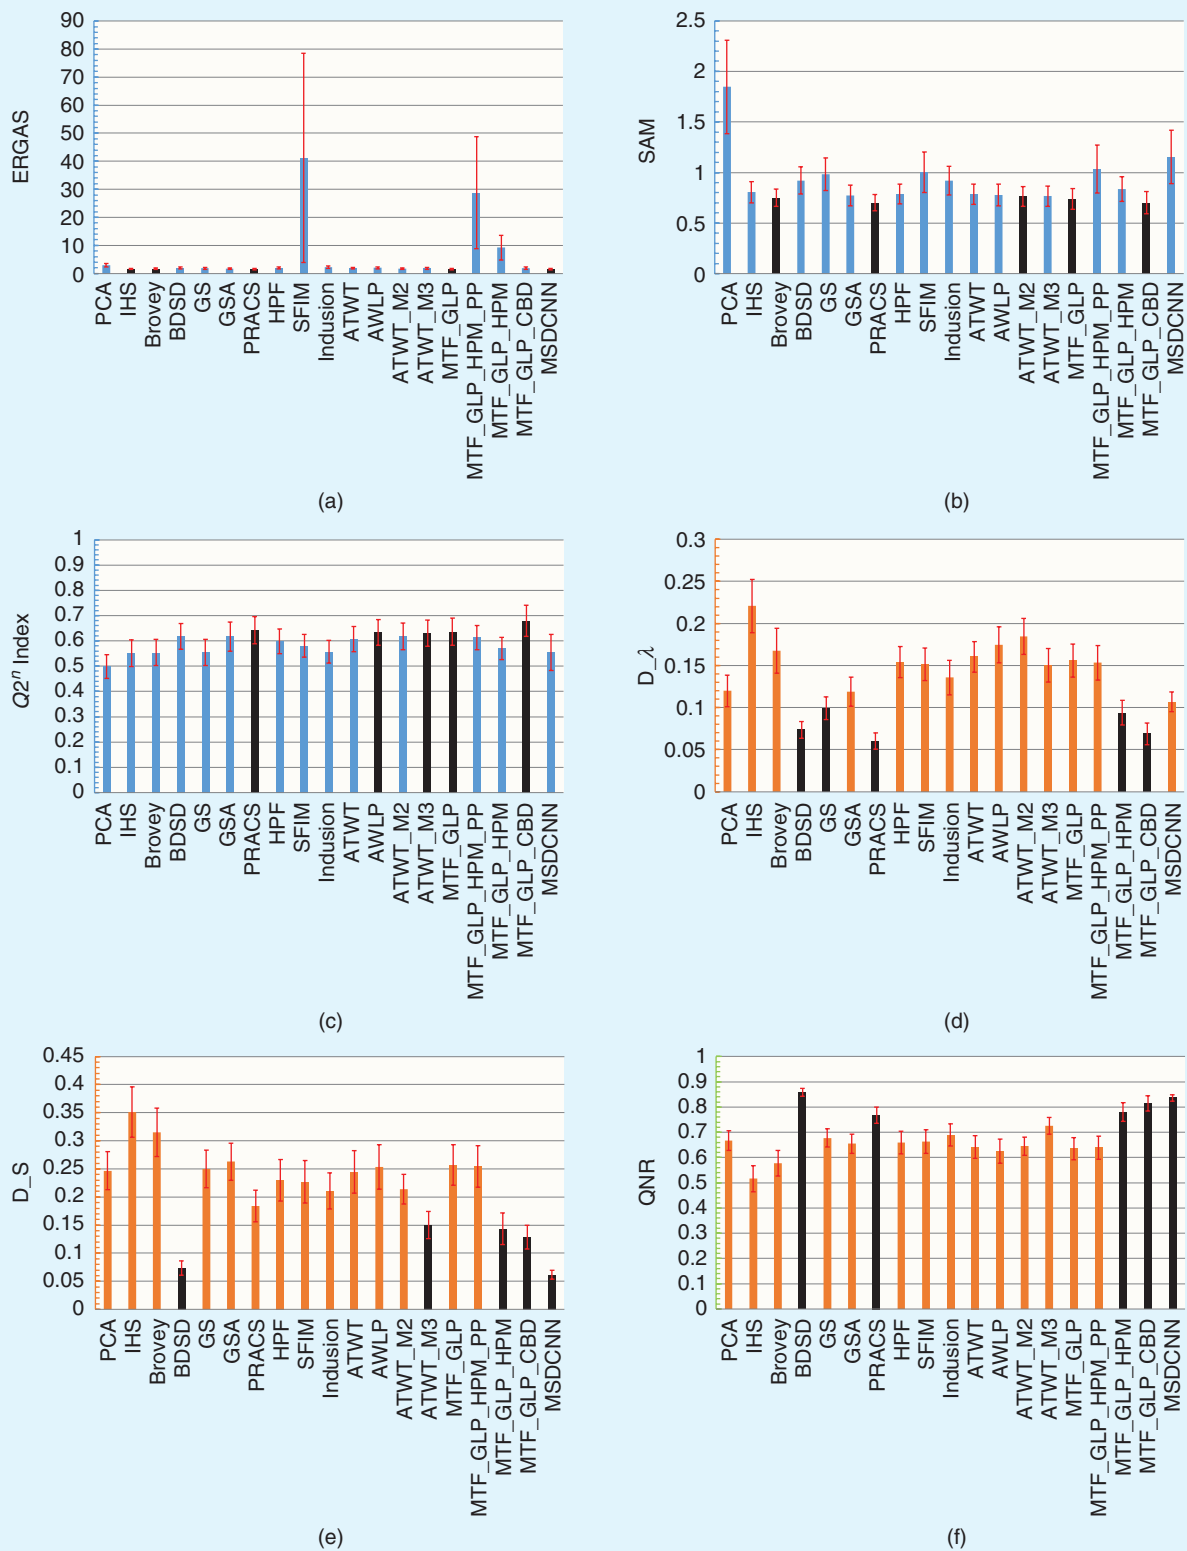 ERGAS
90
80
70
60
50
40
30
20
10
0
PCA
IHS
Brovey
BDSD
GS
GSA
PRACS
HPF
SFIM
Indusion
ATWT
AWLP
ATWT_M2
ATWT_M3
MTF_GLP
MTF_GLP_HPM_PP
MTF_GLP_HPM
MTF_GLP_CBD
MSDCNN
(a)
SAM
2.5
2
1.5
1
0.5
0
PCA
IHS
Brovey
BDSD
GS
GSA
PRACS
HPF
SFIM
Indusion
ATWT
AWLP
ATWT_M2
ATWT_M3
MTF_GLP
MTF_GLP_HPM_PP
MTF_GLP_HPM
MTF_GLP_CBD
MSDCNN
(b)
Q2ⁿ Index
1
0.9
0.8
0.7
0.6
0.5
0.4
0.3
0.2
0.1
0
PCA
IHS
Brovey
BDSD
GS
GSA
PRACS
HPF
SFIM
Indusion
ATWT
AWLP
ATWT_M2
ATWT_M3
MTF_GLP
MTF_GLP_HPM_PP
MTF_GLP_HPM
MTF_GLP_CBD
MSDCNN
(c)
D_λ
0.3
0.25
0.2
0.15
0.1
0.05
0
PCA
IHS
Brovey
BDSD
GS
GSA
PRACS
HPF
SFIM
Indusion
ATWT
AWLP
ATWT_M2
ATWT_M3
MTF_GLP
MTF_GLP_HPM_PP
MTF_GLP_HPM
MTF_GLP_CBD
MSDCNN
(d)
D_S
0.45
0.4
0.35
0.3
0.25
0.2
0.15
0.1
0.05
0
PCA
IHS
Brovey
BDSD
GS
GSA
PRACS
HPF
SFIM
Indusion
ATWT
AWLP
ATWT_M2
ATWT_M3
MTF_GLP
MTF_GLP_HPM_PP
MTF_GLP_HPM
MTF_GLP_CBD
MSDCNN
(e)
QNR
1
0.9
0.8
0.7
0.6
0.5
0.4
0.3
0.2
0.1
0
PCA
IHS
Brovey
BDSD
GS
GSA
PRACS
HPF
SFIM
Indusion
ATWT
AWLP
ATWT_M2
ATWT_M3
MTF_GLP
MTF_GLP_HPM_PP
MTF_GLP_HPM
MTF_GLP_CBD
MSDCNN
(f)